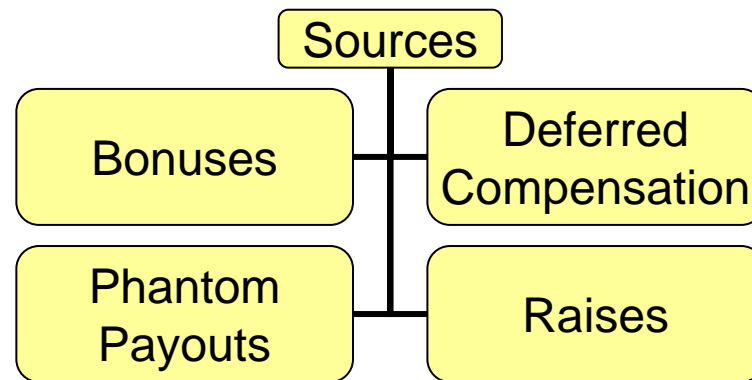 Sources
Bonuses
Deferred
Compensation
Phantom
Payouts
Raises